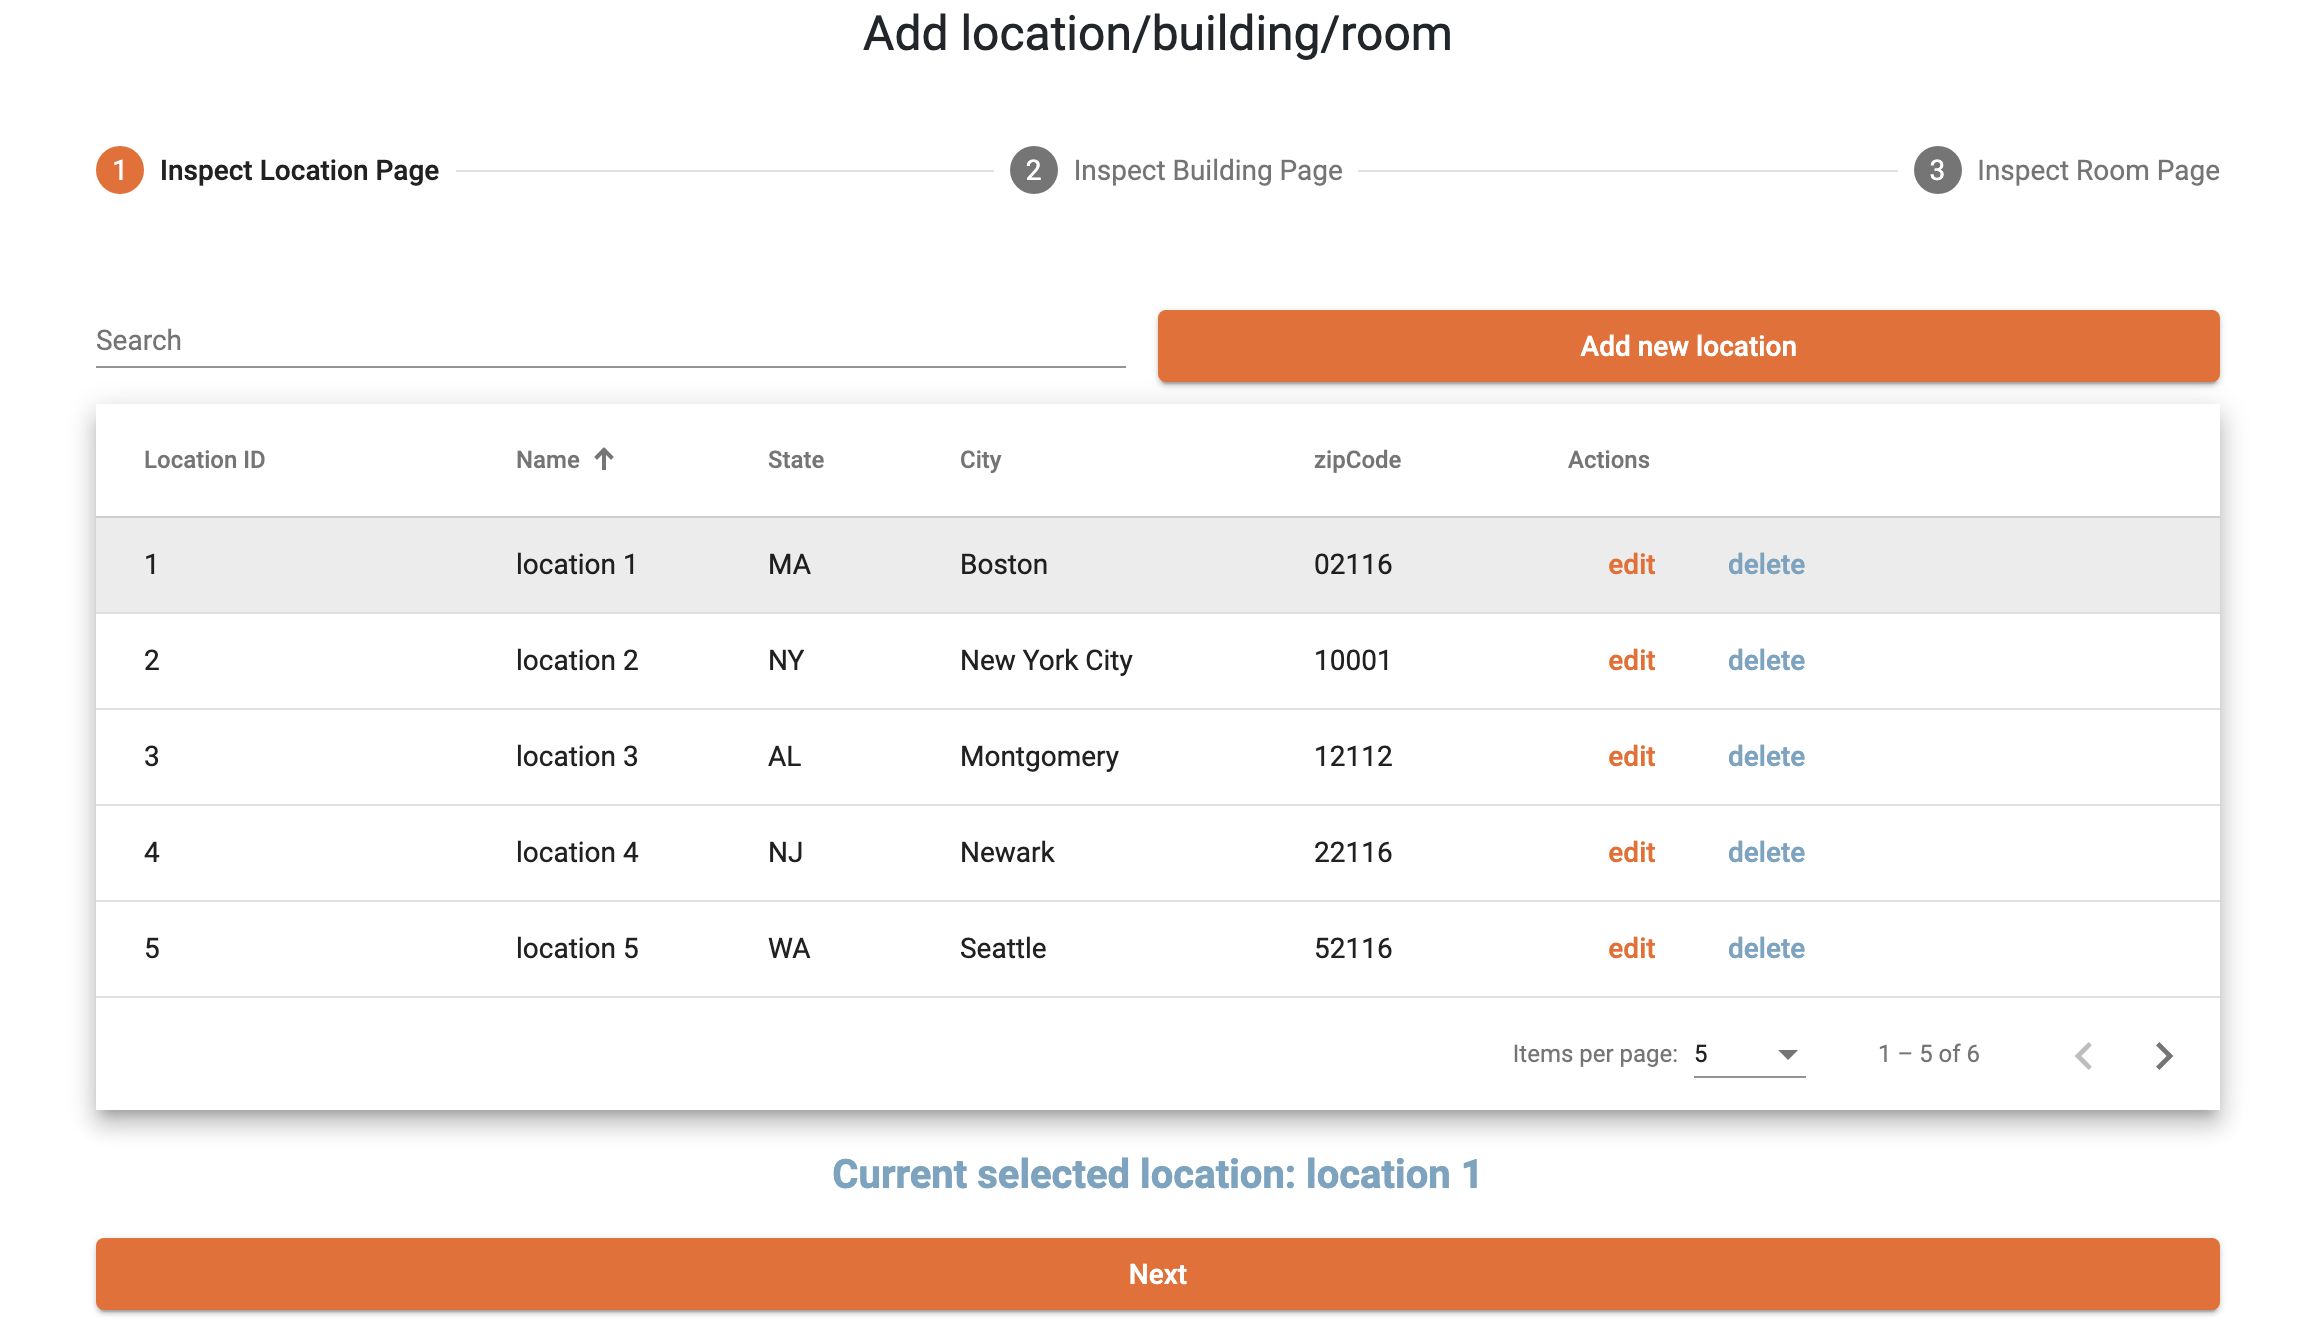 Add location/building/room
1 Inspect Location Page 2 Inspect Building Page 3 Inspect Room Page
Search Add new location
Location ID Name State City zipCode Actions
1 location 1 MA Boston 02116 edit delete
2 location 2 NY New York City 10001 edit delete
3 location 3 AL Montgomery 12112 edit delete
4 location 4 NJ Newark 22116 edit delete
5 location 5 WA Seattle 52116 edit delete
Items per page: 5 1 – 5 of 6
Current selected location: location 1
Next